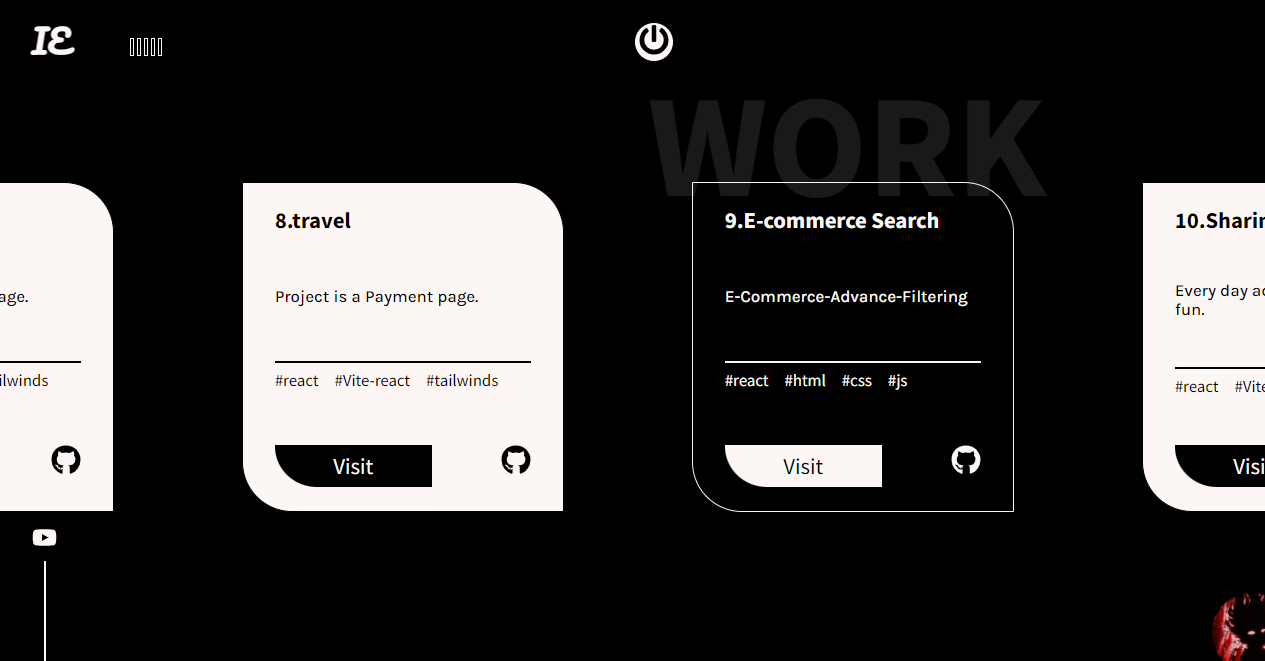 IE
WORK
age.
ilwinds
8.travel
Project is a Payment page.
#react #Vite-react #tailwinds
Visit
9.E-commerce Search
E-Commerce-Advance-Filtering
#react #html #css #js
Visit
10.Sharin
Every day ad
fun.
#react #Vite
Visi